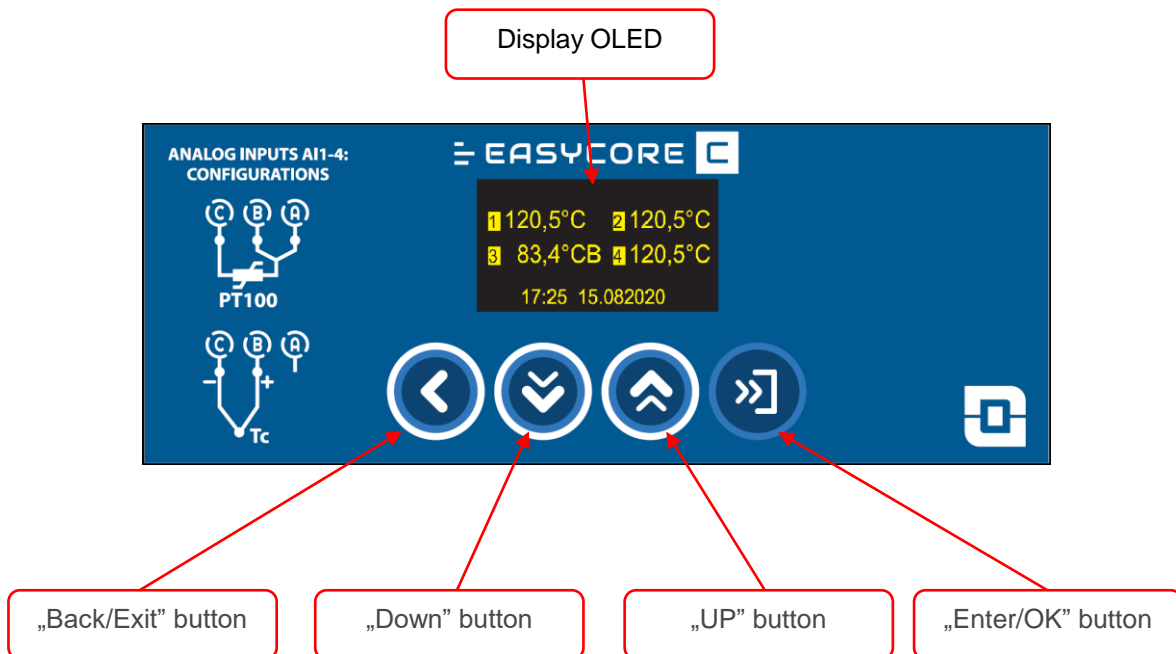 Display OLED
EASYCORE C
ANALOG INPUTS AI1-4:
CONFIGURATIONS
C B A
PT100
C B A
- +
Tc
1 120,5°C 2 120,5°C
3 83,4°CB 4 120,5°C
17:25 15.082020
„Back/Exit” button
„Down” button
„UP” button
„Enter/OK” button